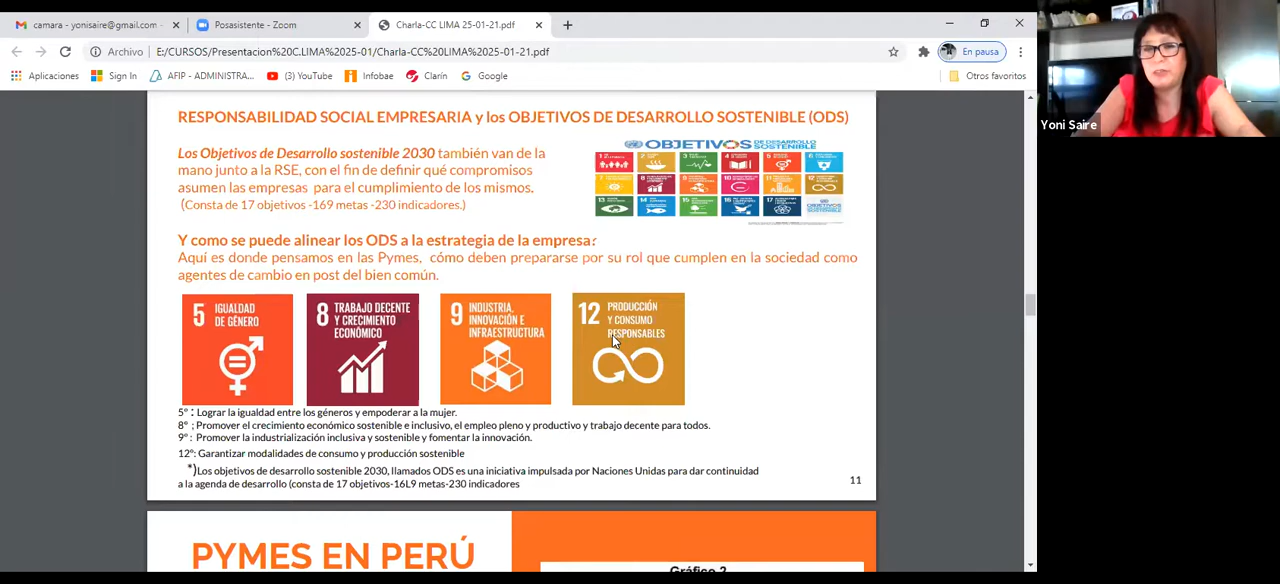 camara - yonisaire@gmail.com -
Posasistente - Zoom
Charla-CC LIMA 25-01-21.pdf
Archivo
E:/CURSOS/Presentacion%20C.LIMA%2025-01/Charla-CC%20LIMA%2025-01-21.pdf
En pausa
Aplicaciones
Sign In
AFIP - ADMINISTRA...
(3) YouTube
Infobae
Clarín
Google
Otros favoritos
Yoni Saire
RESPONSABILIDAD SOCIAL EMPRESARIA y los OBJETIVOS DE DESARROLLO SOSTENIBLE (ODS)
Los Objetivos de Desarrollo sostenible 2030 también van de la
mano junto a la RSE, con el fin de definir qué compromisos
asumen las empresas para el cumplimiento de los mismos.
(Consta de 17 objetivos -169 metas -230 indicadores.)
OBJETIVOS DE DESARROLLO SOSTENIBLE
Y como se puede alinear los ODS a la estrategia de la empresa?
Aquí es donde pensamos en las Pymes, cómo deben prepararse por su rol que cumplen en la sociedad como
agentes de cambio en post del bien común.
5 IGUALDAD
DE GÉNERO
8 TRABAJO DECENTE
Y CRECIMIENTO
ECONÓMICO
9 INDUSTRIA,
INNOVACIÓN E
INFRAESTRUCTURA
12 PRODUCCIÓN
Y CONSUMO
RESPONSABLES
5º : Lograr la igualdad entre los géneros y empoderar a la mujer.
8º ; Promover el crecimiento económico sostenible e inclusivo, el empleo pleno y productivo y trabajo decente para todos.
9º : Promover la industrialización inclusiva y sostenible y fomentar la innovación.
12º: Garantizar modalidades de consumo y producción sostenible
*)Los objetivos de desarrollo sostenible 2030, llamados ODS es una iniciativa impulsada por Naciones Unidas para dar continuidad
a la agenda de desarrollo (consta de 17 objetivos-16L9 metas-230 indicadores
11
PYMES EN PERÚ
Gráfico 2